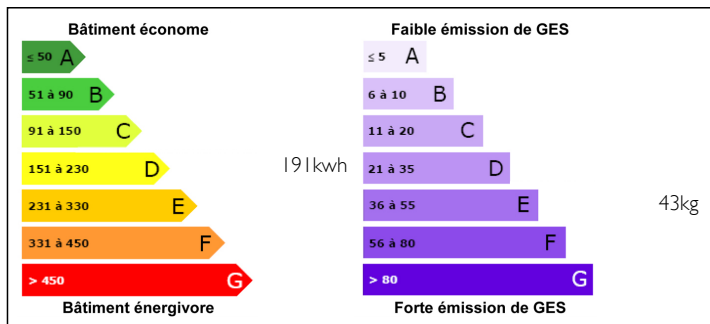 Bâtiment économe
≤ 50 A
51 à 90 B
91 à 150 C
151 à 230 D
191kwh
231 à 330 E
331 à 450 F
> 450 G
Bâtiment énergivore
Faible émission de GES
≤ 5 A
6 à 10 B
11 à 20 C
21 à 35 D
36 à 55 E
43kg
56 à 80 F
> 80 G
Forte émission de GES